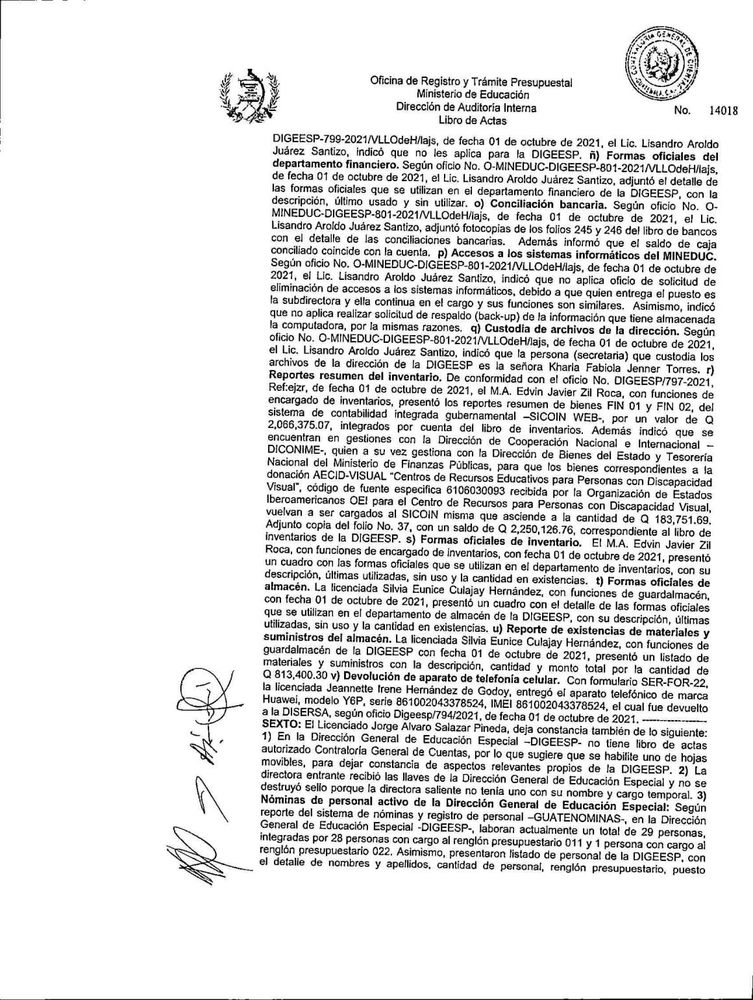 CONTRALORÍA GENERAL DE CUENTAS
GUATEMALA, C.A.
Oficina de Registro y Trámite Presupuestal
Ministerio de Educación
Dirección de Auditoría Interna
Libro de Actas
No. 14018
DIGEESP-799-2021/VLLOdeH/lajs, de fecha 01 de octubre de 2021, el Lic. Lisandro Aroldo
Juárez Santizo, indicó que no les aplica para la DIGEESP. ñ) Formas oficiales del
departamento financiero. Según oficio No. O-MINEDUC-DIGEESP-801-2021/VLLOdeH/lajs,
de fecha 01 de octubre de 2021, el Lic. Lisandro Aroldo Juárez Santizo, adjuntó el detalle de
las formas oficiales que se utilizan en el departamento financiero de la DIGEESP, con la
descripción, último usado y sin utilizar. o) Conciliación bancaria. Según oficio No. O-
MINEDUC-DIGEESP-801-2021/VLLOdeH/lajs, de fecha 01 de octubre de 2021, el Lic.
Lisandro Aroldo Juárez Santizo, adjuntó fotocopias de los folios 245 y 246 del libro de bancos
con el detalle de las conciliaciones bancarias. Además informó que el saldo de caja
conciliado coincide con la cuenta. p) Accesos a los sistemas informáticos del MINEDUC.
Según oficio No. O-MINEDUC-DIGEESP-801-2021/VLLOdeH/lajs, de fecha 01 de octubre de
2021, el Lic. Lisandro Aroldo Juárez Santizo, indicó que no aplica oficio de solicitud de
eliminación de accesos a los sistemas informáticos, debido a que quien entrega el puesto es
la subdirectora y ella continua en el cargo y sus funciones son similares. Asimismo, indicó
que no aplica realizar solicitud de respaldo (back-up) de la información que tiene almacenada
la computadora, por la mismas razones. q) Custodia de archivos de la dirección. Según
oficio No. O-MINEDUC-DIGEESP-801-2021/VLLOdeH/lajs, de fecha 01 de octubre de 2021,
el Lic. Lisandro Aroldo Juárez Santizo, indicó que la persona (secretaria) que custodia los
archivos de la dirección de la DIGEESP es la señora Kharla Fabiola Jenner Torres. r)
Reportes resumen del inventario. De conformidad con el oficio No. DIGEESP/797-2021,
Ref:ejzr, de fecha 01 de octubre de 2021, el M.A. Edvin Javier Zil Roca, con funciones de
encargado de inventarios, presentó los reportes resumen de bienes FIN 01 y FIN 02, del
sistema de contabilidad integrada gubernamental –SICOIN WEB-, por un valor de Q
2,066,375.07, integrados por cuenta del libro de inventarios. Además indicó que se
encuentran en gestiones con la Dirección de Cooperación Nacional e Internacional –
DICONIME-, quien a su vez gestiona con la Dirección de Bienes del Estado y Tesorería
Nacional del Ministerio de Finanzas Públicas, para que los bienes correspondientes a la
donación AECID-VISUAL "Centros de Recursos Educativos para Personas con Discapacidad
Visual", código de fuente especifica 6106030093 recibida por la Organización de Estados
Iberoamericanos OEI para el Centro de Recursos para Personas con Discapacidad Visual,
vuelvan a ser cargados al SICOIN misma que asciende a la cantidad de Q 183,751.69.
Adjunto copia del folio No. 37, con un saldo de Q 2,250,126.76, correspondiente al libro de
inventarios de la DIGEESP. s) Formas oficiales de inventario. El M.A. Edvin Javier Zil
Roca, con funciones de encargado de inventarios, con fecha 01 de octubre de 2021, presentó
un cuadro con las formas oficiales que se utilizan en el departamento de inventarios, con su
descripción, últimas utilizadas, sin uso y la cantidad en existencias. t) Formas oficiales de
almacén. La licenciada Silvia Eunice Culajay Hernández, con funciones de guardalmacén,
con fecha 01 de octubre de 2021, presentó un cuadro con el detalle de las formas oficiales
que se utilizan en el departamento de almacén de la DIGEESP, con su descripción, últimas
utilizadas, sin uso y la cantidad en existencias. u) Reporte de existencias de materiales y
suministros del almacén. La licenciada Silvia Eunice Culajay Hernández, con funciones de
guardalmacén de la DIGEESP con fecha 01 de octubre de 2021, presentó un listado de
materiales y suministros con la descripción, cantidad y monto total por la cantidad de
Q 813,400.30 v) Devolución de aparato de telefonía celular. Con formulario SER-FOR-22,
la licenciada Jeannette Irene Hernández de Godoy, entregó el aparato telefónico de marca
Huawei, modelo Y6P, serie 861002043378524, IMEI 861002043378524, el cual fue devuelto
a la DISERSA, según oficio Digeesp/794/2021, de fecha 01 de octubre de 2021. ------------------
SEXTO: El Licenciado Jorge Alvaro Salazar Pineda, deja constancia también de lo siguiente:
1) En la Dirección General de Educación Especial –DIGEESP- no tiene libro de actas
autorizado Contraloría General de Cuentas, por lo que sugiere que se habilite uno de hojas
movibles, para dejar constancia de aspectos relevantes propios de la DIGEESP. 2) La
directora entrante recibió las llaves de la Dirección General de Educación Especial y no se
destruyó sello porque la directora saliente no tenía uno con su nombre y cargo temporal. 3)
Nóminas de personal activo de la Dirección General de Educación Especial: Según
reporte del sistema de nóminas y registro de personal –GUATENOMINAS-, en la Dirección
General de Educación Especial -DIGEESP-, laboran actualmente un total de 29 personas,
integradas por 28 personas con cargo al renglón presupuestario 011 y 1 persona con cargo al
renglón presupuestario 022. Asimismo, presentaron listado de personal de la DIGEESP, con
el detalle de nombres y apellidos, cantidad de personal, renglón presupuestario, puesto